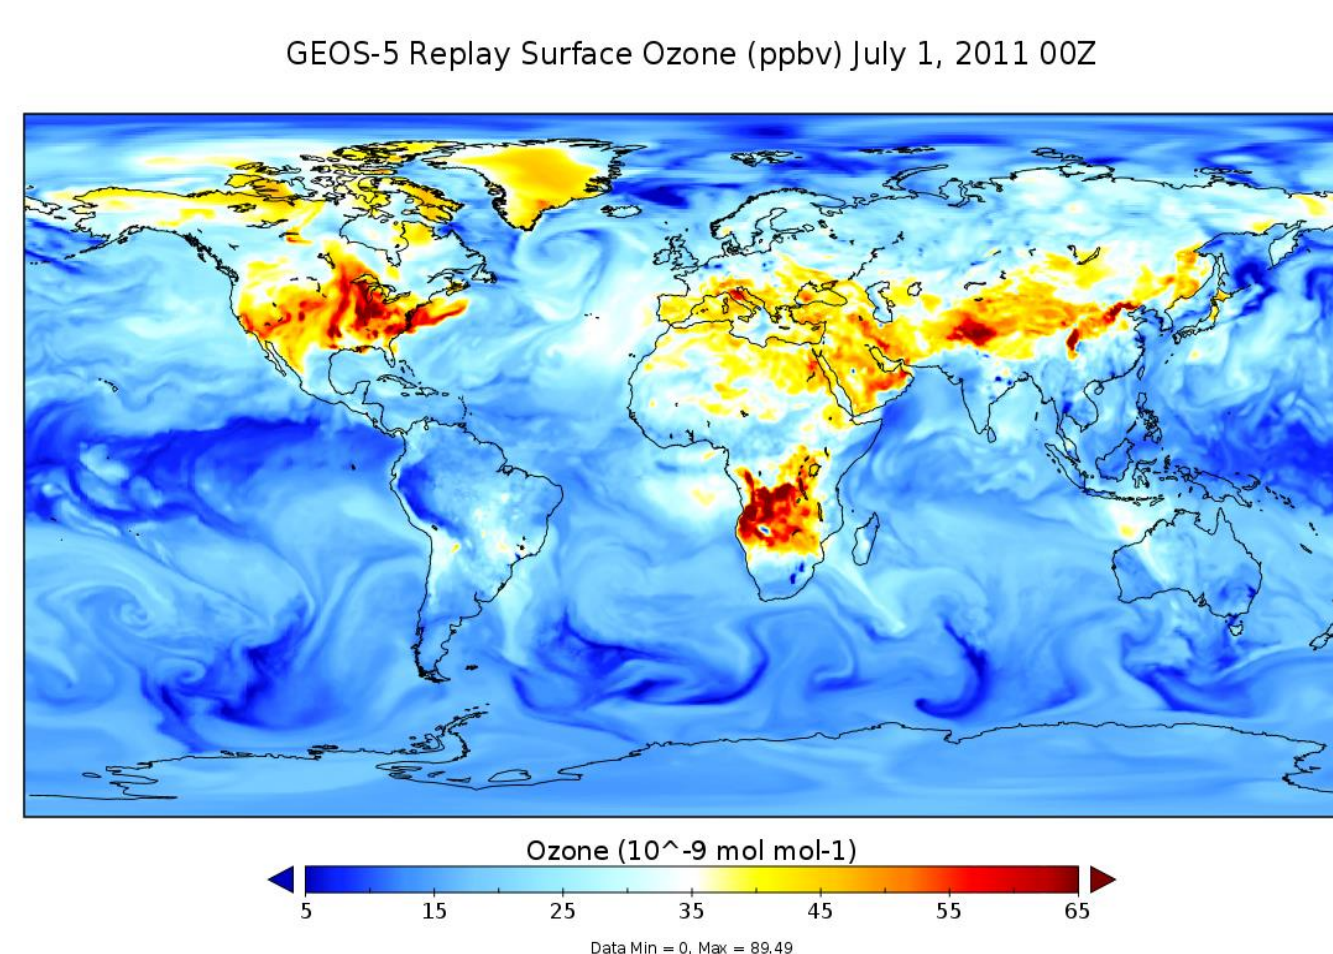 GEOS-5 Replay Surface Ozone (ppbv) July 1, 2011 00Z
Ozone (10^-9 mol mol-1)
5 15 25 35 45 55 65
Data Min = 0, Max = 89.49